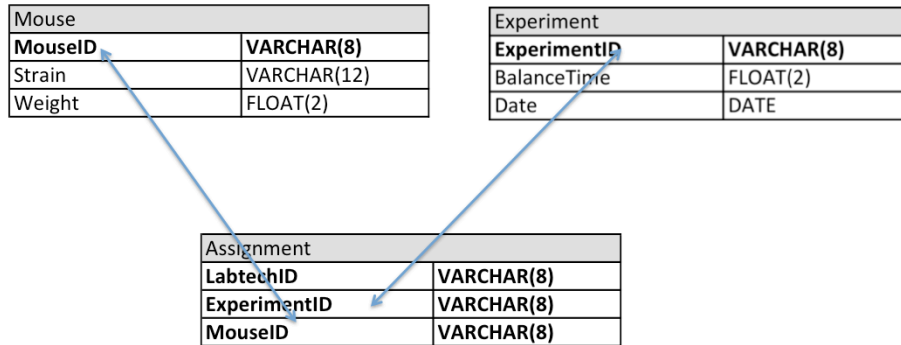 Mouse
MouseID VARCHAR(8)
Strain VARCHAR(12)
Weight FLOAT(2)
Experiment
ExperimentID VARCHAR(8)
BalanceTime FLOAT(2)
Date DATE
Assignment
LabtechID VARCHAR(8)
ExperimentID VARCHAR(8)
MouseID VARCHAR(8)